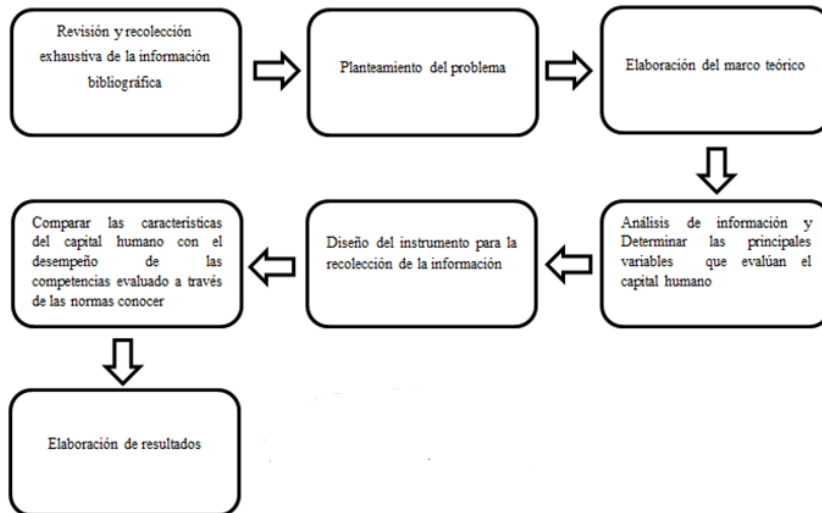 Revisión y recolección
exhaustiva de la información
bibliográfica
Planteamiento del problema
Elaboración del marco teórico
Análisis de información y
Determinar las principales
variables que evalúan el
capital humano
Diseño del instrumento para la
recolección de la información
Comparar las características
del capital humano con el
desempeño de las
competencias evaluado a través
de las normas conocer
Elaboración de resultados